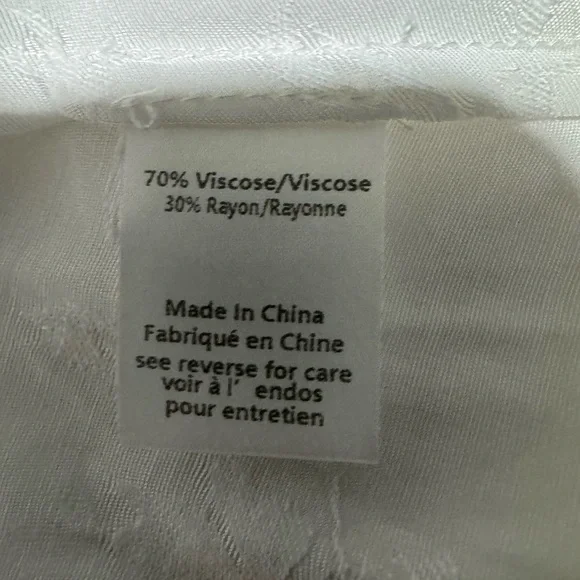 70% Viscose/Viscose
30% Rayon/Rayonne
Made In China
Fabriqué en Chine
see reverse for care
voir à l' endos
pour entretien